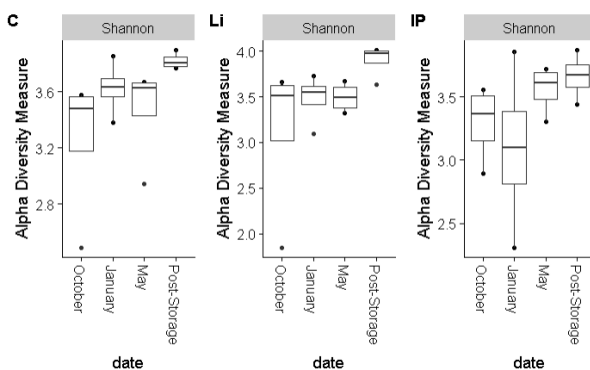 C
Shannon
Alpha Diversity Measure
3.6
3.2
2.8
October
January
May
Post-Storage
date
Li
Shannon
Alpha Diversity Measure
4.0
3.5
3.0
2.5
2.0
October
January
May
Post-Storage
date
IP
Shannon
Alpha Diversity Measure
3.5
3.0
2.5
October
January
May
Post-Storage
date